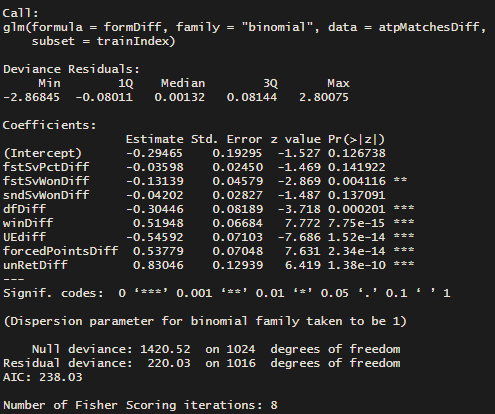 Call:
glm(formula = formDiff, family = "binomial", data = atpMatchesDiff,
    subset = trainIndex)

Deviance Residuals:
     Min        1Q    Median        3Q       Max
-2.86845  -0.08011   0.00132   0.08144   2.80075

Coefficients:
                 Estimate Std. Error z value Pr(>|z|)
(Intercept)      -0.29465    0.19295  -1.527 0.126738
fstSvPctDiff     -0.03598    0.02450  -1.469 0.141922
fstSvWonDiff     -0.13139    0.04579  -2.869 0.004116 **
sndSvWonDiff     -0.04202    0.02827  -1.487 0.137091
dfDiff           -0.30446    0.08189  -3.718 0.000201 ***
winDiff           0.51948    0.06684   7.772 7.75e-15 ***
UEdiff           -0.54592    0.07103  -7.686 1.52e-14 ***
forcedPointsDiff  0.53779    0.07048   7.631 2.34e-14 ***
unRetDiff         0.83046    0.12939   6.419 1.38e-10 ***
---
Signif. codes:  0 ‘***’ 0.001 ‘**’ 0.01 ‘*’ 0.05 ‘.’ 0.1 ‘ ’ 1

(Dispersion parameter for binomial family taken to be 1)

    Null deviance: 1420.52  on 1024  degrees of freedom
Residual deviance:  220.03  on 1016  degrees of freedom
AIC: 238.03

Number of Fisher Scoring iterations: 8